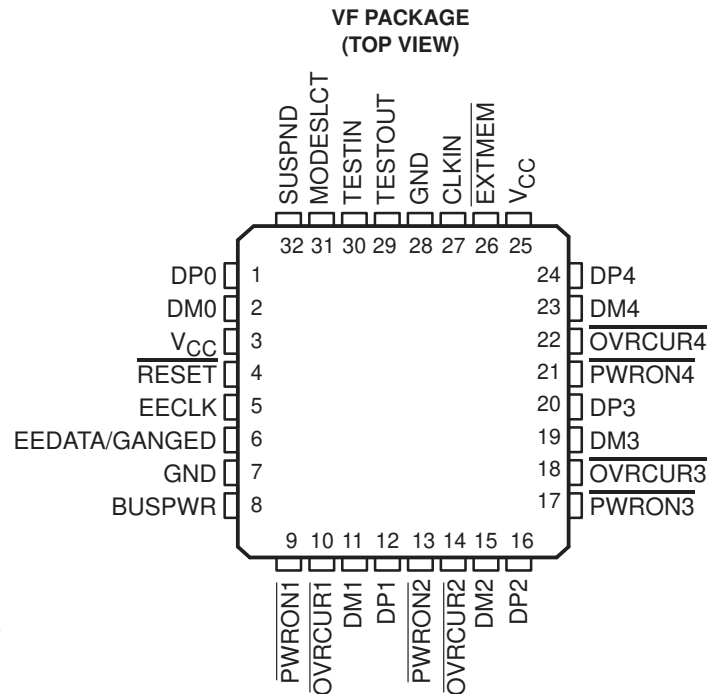 VF PACKAGE
(TOP VIEW)
SUSPND
MODESLCT
TESTIN
TESTOUT
GND
CLKIN
EXTMEM
VCC
32 31 30 29 28 27 26 25
DP0 1
DM0 2
VCC 3
RESET 4
EECLK 5
EEDATA/GANGED 6
GND 7
BUSPWR 8
24 DP4
23 DM4
22 OVRCUR4
21 PWRON4
20 DP3
19 DM3
18 OVRCUR3
17 PWRON3
9 10 11 12 13 14 15 16
PWRON1
OVRCUR1
DM1
DP1
PWRON2
OVRCUR2
DM2
DP2